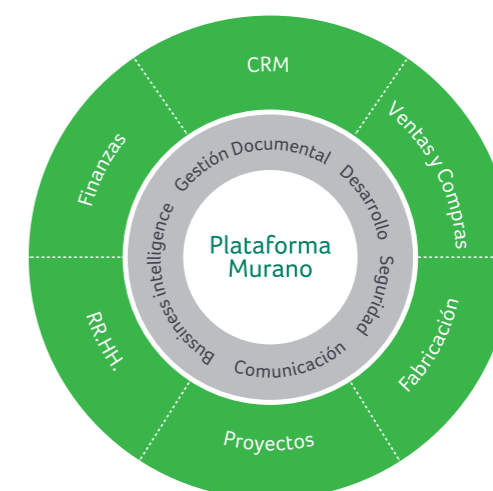 CRM
Ventas y Compras
Fabricación
Proyectos
RR.HH.
Finanzas
Gestión Documental
Desarrollo
Seguridad
Comunicación
Bussiness intelligence
Plataforma
Murano